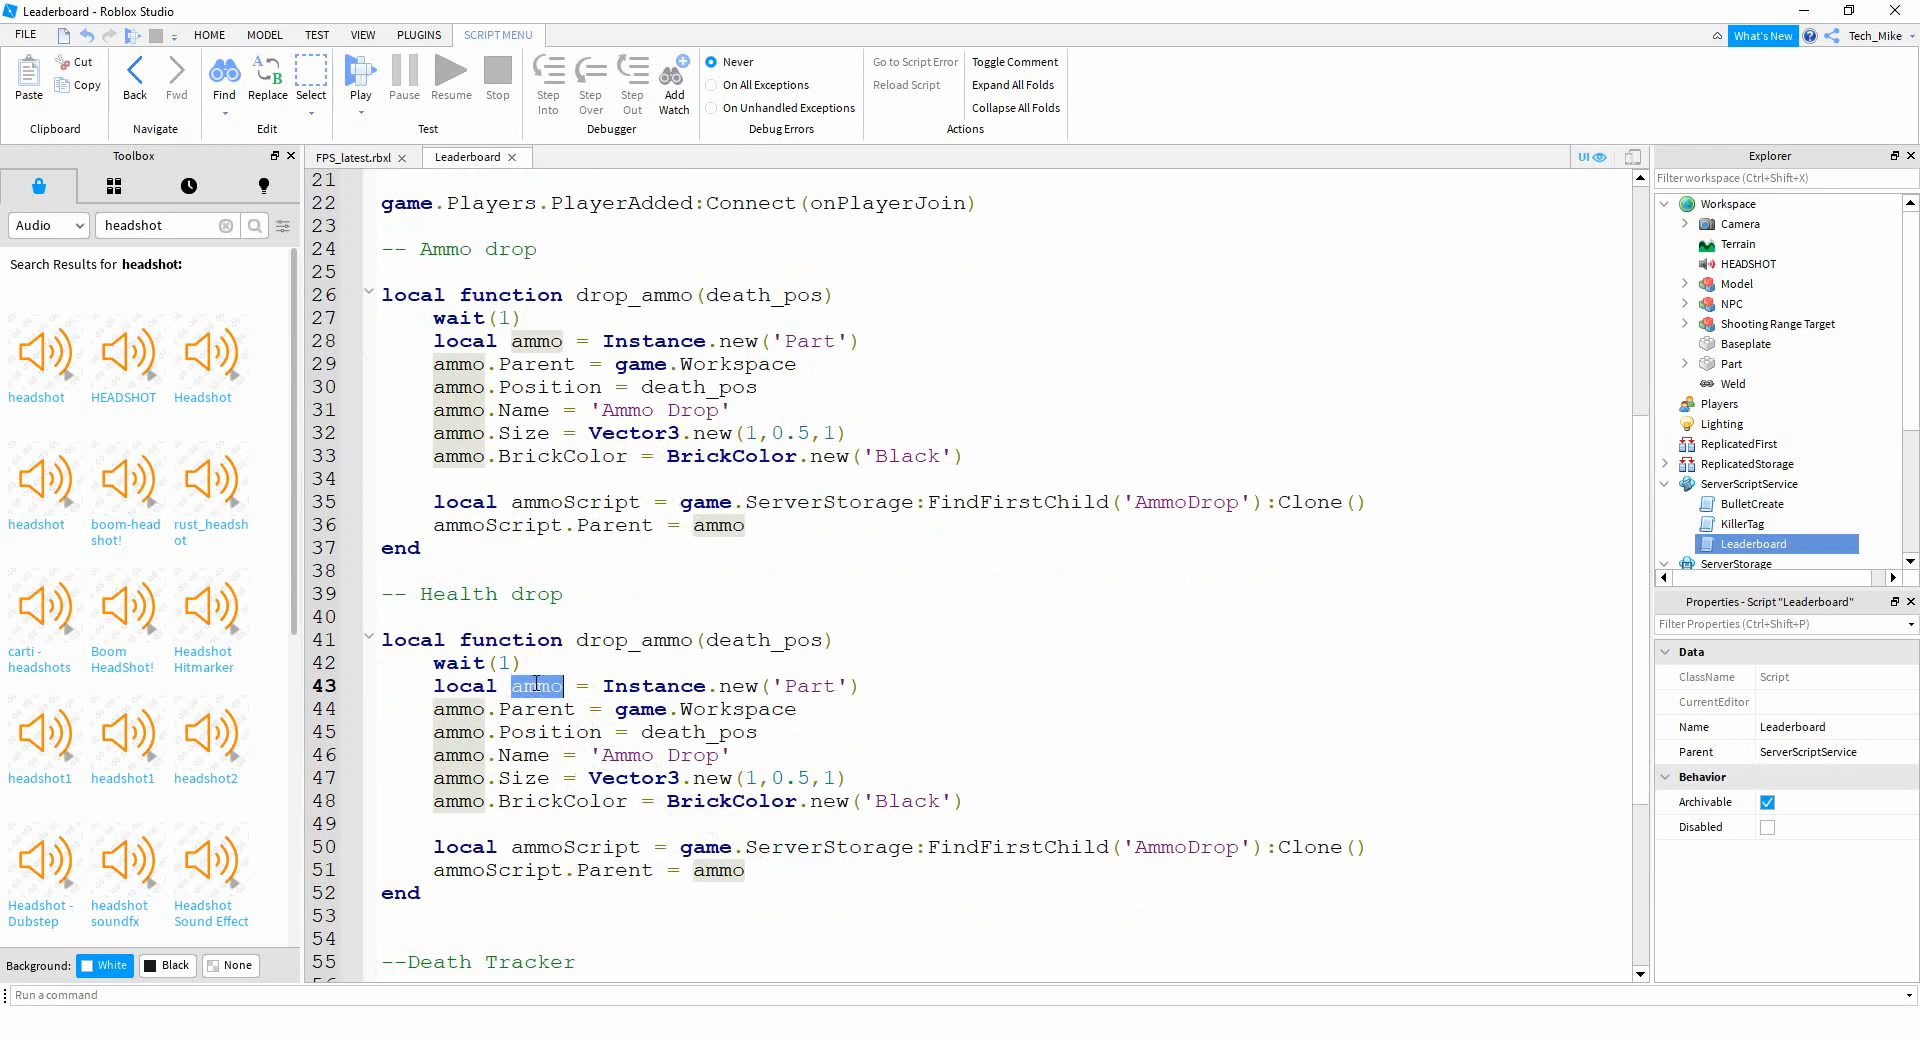 Leaderboard - Roblox Studio
FILE HOME MODEL TEST VIEW PLUGINS SCRIPT MENU What's New Tech_Mike
Paste Cut Copy Back Fwd Find Replace Select Play Pause Resume Stop Step Into Step Over Step Out Add Watch
Never Go to Script Error Toggle Comment
On All Exceptions Reload Script Expand All Folds
On Unhandled Exceptions Collapse All Folds
Clipboard Navigate Edit Test Debugger Debug Errors Actions
Toolbox
Audio headshot
Search Results for headshot:
headshot HEADSHOT Headshot
headshot boom-head shot! rust_headsh ot
carti - headshots Boom HeadShot! Headshot Hitmarker
headshot1 headshot1 headshot2
Headshot - Dubstep headshot soundfx Headshot Sound Effect
Background: White Black None
Run a command
FPS_latest.rbxl Leaderboard UI
21
22 game.Players.PlayerAdded:Connect(onPlayerJoin)
23
24 -- Ammo drop
25
26 local function drop_ammo(death_pos)
27 wait(1)
28 local ammo = Instance.new('Part')
29 ammo.Parent = game.Workspace
30 ammo.Position = death_pos
31 ammo.Name = 'Ammo Drop'
32 ammo.Size = Vector3.new(1,0.5,1)
33 ammo.BrickColor = BrickColor.new('Black')
34
35 local ammoScript = game.ServerStorage:FindFirstChild('AmmoDrop'):Clone()
36 ammoScript.Parent = ammo
37 end
38
39 -- Health drop
40
41 local function drop_ammo(death_pos)
42 wait(1)
43 local ammo = Instance.new('Part')
44 ammo.Parent = game.Workspace
45 ammo.Position = death_pos
46 ammo.Name = 'Ammo Drop'
47 ammo.Size = Vector3.new(1,0.5,1)
48 ammo.BrickColor = BrickColor.new('Black')
49
50 local ammoScript = game.ServerStorage:FindFirstChild('AmmoDrop'):Clone()
51 ammoScript.Parent = ammo
52 end
53
54
55 --Death Tracker
Explorer
Filter workspace (Ctrl+Shift+X)
Workspace
Camera
Terrain
HEADSHOT
Model
NPC
Shooting Range Target
Baseplate
Part
Weld
Players
Lighting
ReplicatedFirst
ReplicatedStorage
ServerScriptService
BulletCreate
KillerTag
Leaderboard
ServerStorage
Properties - Script "Leaderboard"
Filter Properties (Ctrl+Shift+P)
Data
ClassName Script
CurrentEditor
Name Leaderboard
Parent ServerScriptService
Behavior
Archivable
Disabled